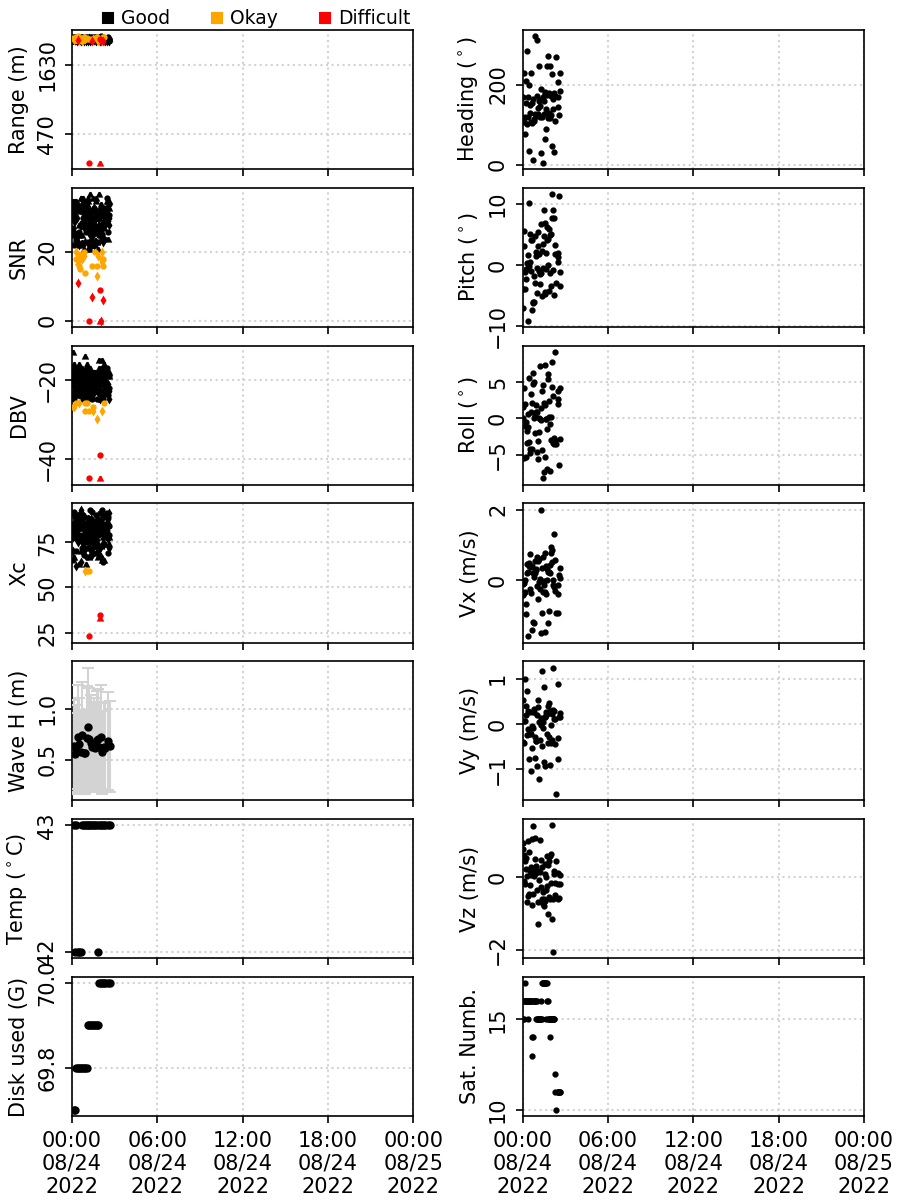 Good Okay Difficult
Range (m)
1630
470
Heading (°)
200
0
SNR
20
0
Pitch (°)
10
0
−10
DBV
−20
−40
Roll (°)
5
0
−5
Xc
75
50
25
Vx (m/s)
2
0
Wave H (m)
1.0
0.5
Vy (m/s)
1
0
−1
Temp (°C)
43
42
Vz (m/s)
0
−2
Disk used (G)
70.0
69.8
Sat. Numb.
15
10
00:00 06:00 12:00 18:00 00:00
08/24 08/24 08/24 08/24 08/25
2022 2022 2022 2022 2022
00:00 06:00 12:00 18:00 00:00
08/24 08/24 08/24 08/24 08/25
2022 2022 2022 2022 2022